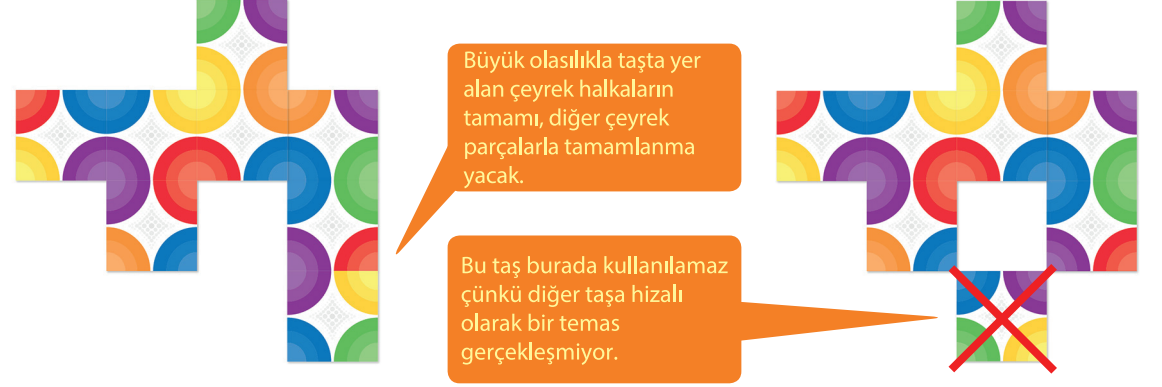 Büyük olasılıkla taşta yer
alan çeyrek halkaların
tamamı, diğer çeyrek
parçalarla tamamlanma
yacak.
Bu taş burada kullanılamaz
çünkü diğer taşa hizalı
olarak bir temas
gerçekleşmiyor.